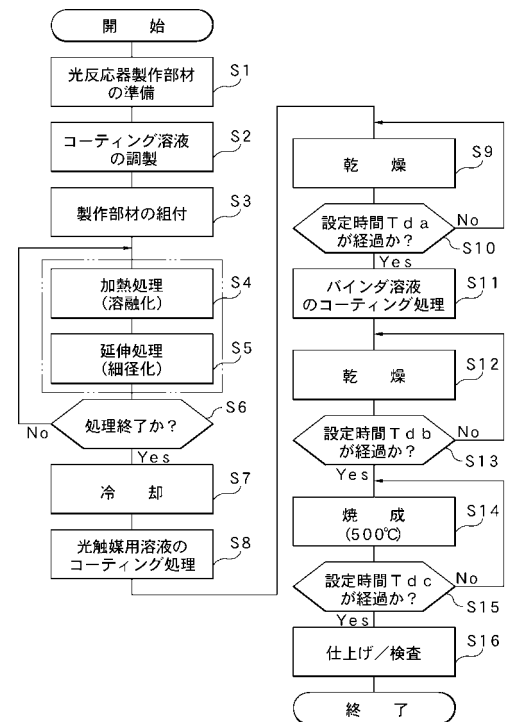 開 始
光反応器製作部材
の準備
S1
コーティング溶液
の調製
S2
製作部材の組付
S3
加熱処理
(溶融化)
S4
延伸処理
(細径化)
S5
処理終了か？
S6
No
Yes
冷 却
S7
光触媒用溶液の
コーティング処理
S8
乾 燥
S9
設定時間Tda
が経過か？
No
S10
Yes
バインダ溶液
のコーティング処理
S11
乾 燥
S12
設定時間Tdb
が経過か？
No
S13
Yes
焼 成
(500℃)
S14
設定時間Tdc
が経過か？
No
S15
Yes
仕上げ／検査
S16
終 了